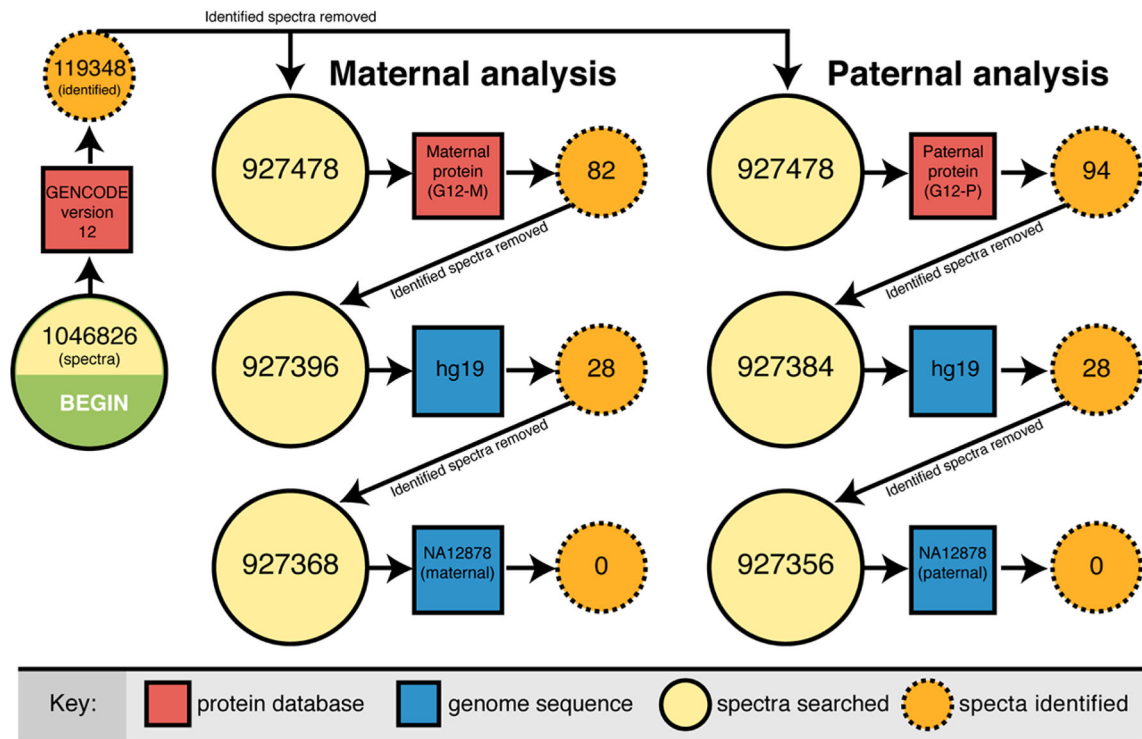 Identified spectra removed
119348
(identified)
GENCODE
version
12
1046826
(spectra)
BEGIN
Maternal analysis
927478
Maternal
protein
(G12-M)
82
Identified spectra removed
927396
hg19
28
Identified spectra removed
927368
NA12878
(maternal)
0
Paternal analysis
927478
Paternal
protein
(G12-P)
94
Identified spectra removed
927384
hg19
28
Identified spectra removed
927356
NA12878
(paternal)
0
Key:
protein database
genome sequence
spectra searched
specta identified